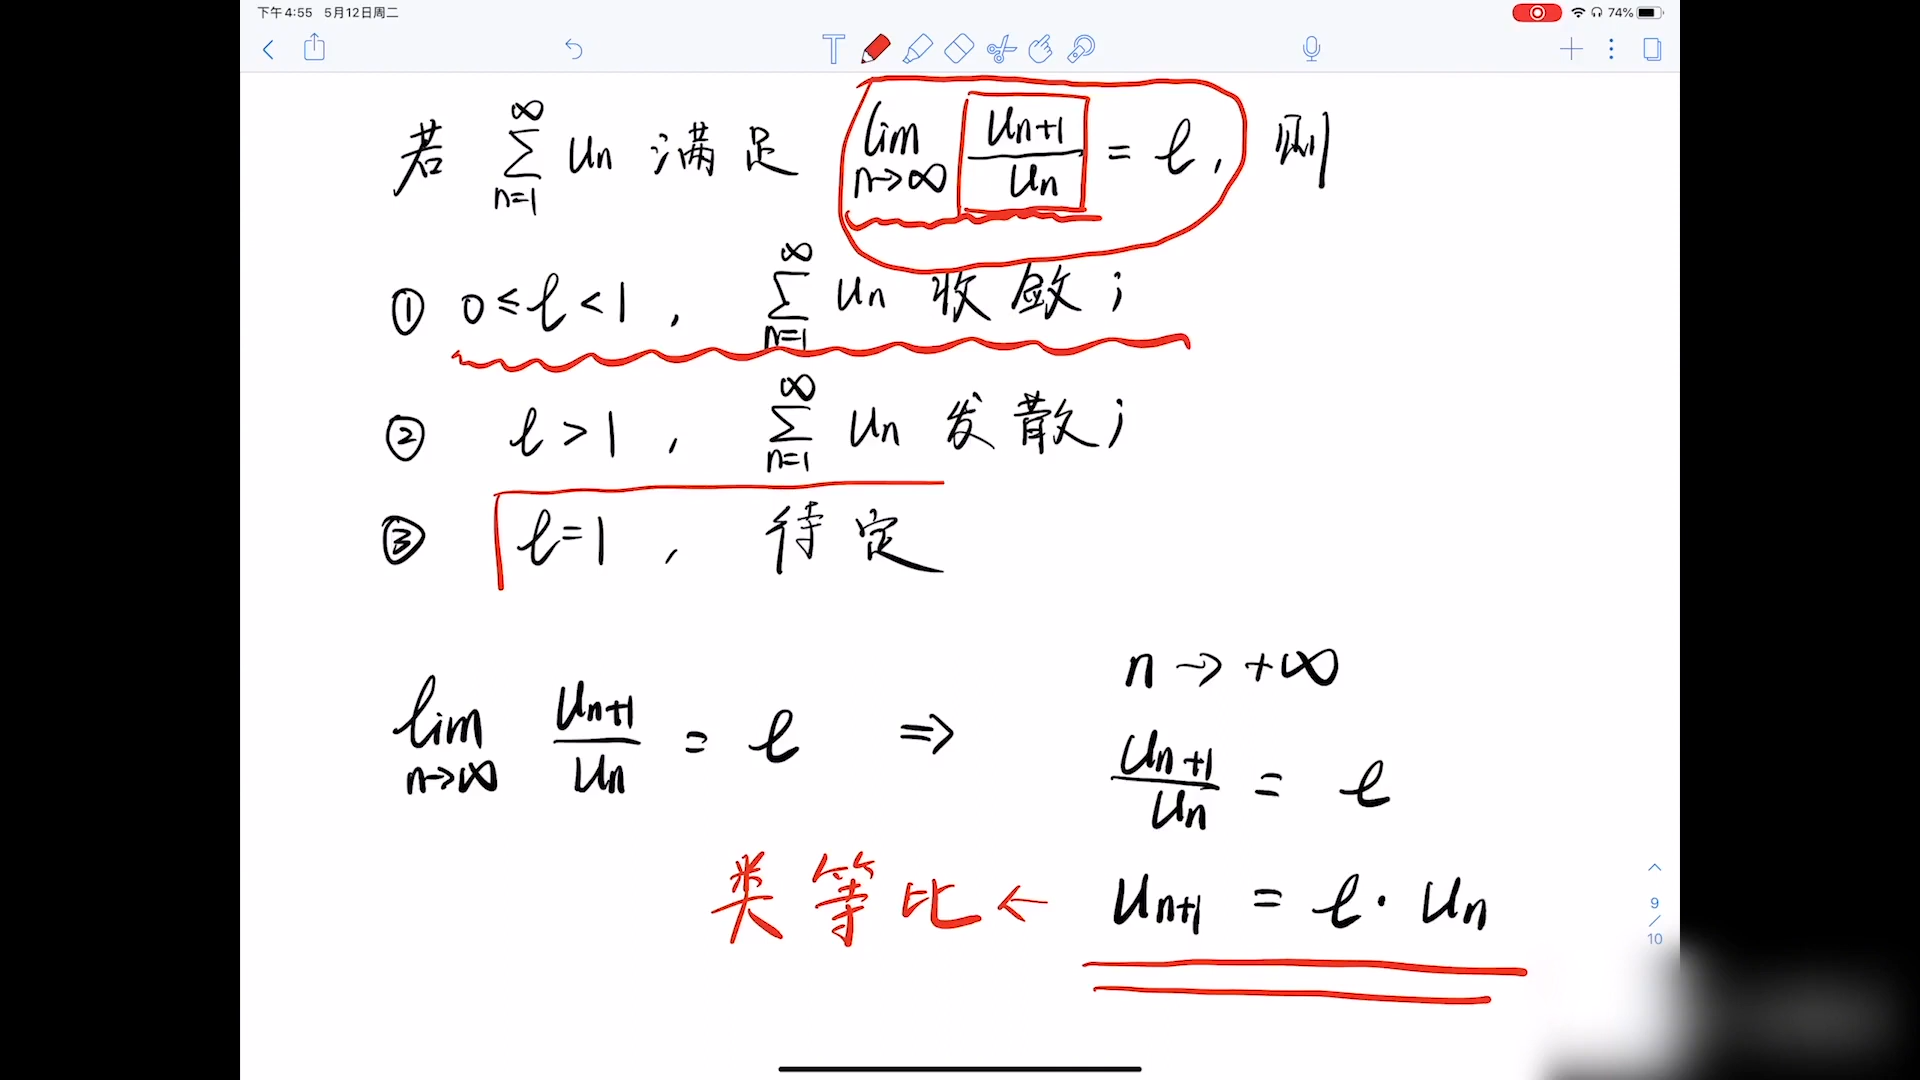 下午4:55 5月12日周二
74%
若 ∞∑n=1 Un 满足 lim n→∞ Un+1/Un = ℓ, 则
① 0≤ℓ<1, ∞∑n=1 Un 收敛;
② ℓ>1, ∞∑n=1 Un 发散;
③ ℓ=1, 待定
lim n→∞ Un+1/Un = ℓ ⇒
n→+∞
Un+1/Un = ℓ
类等比 ← Un+1 = ℓ·Un
9/10